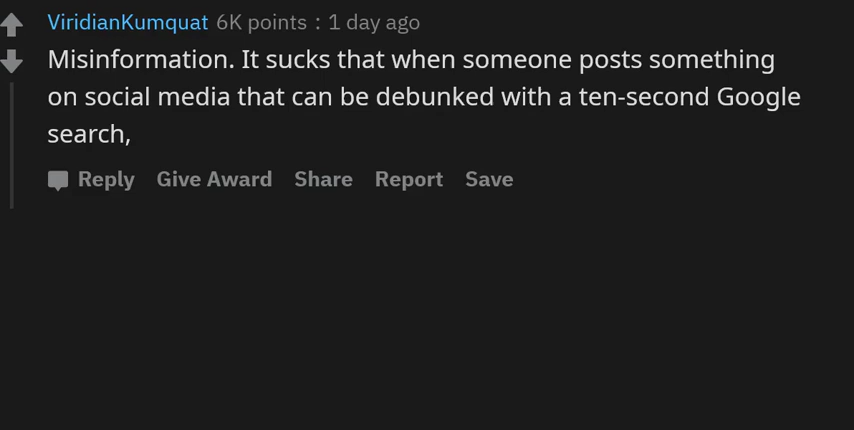 ViridianKumquat 6K points : 1 day ago
Misinformation. It sucks that when someone posts something
on social media that can be debunked with a ten-second Google
search,
Reply Give Award Share Report Save